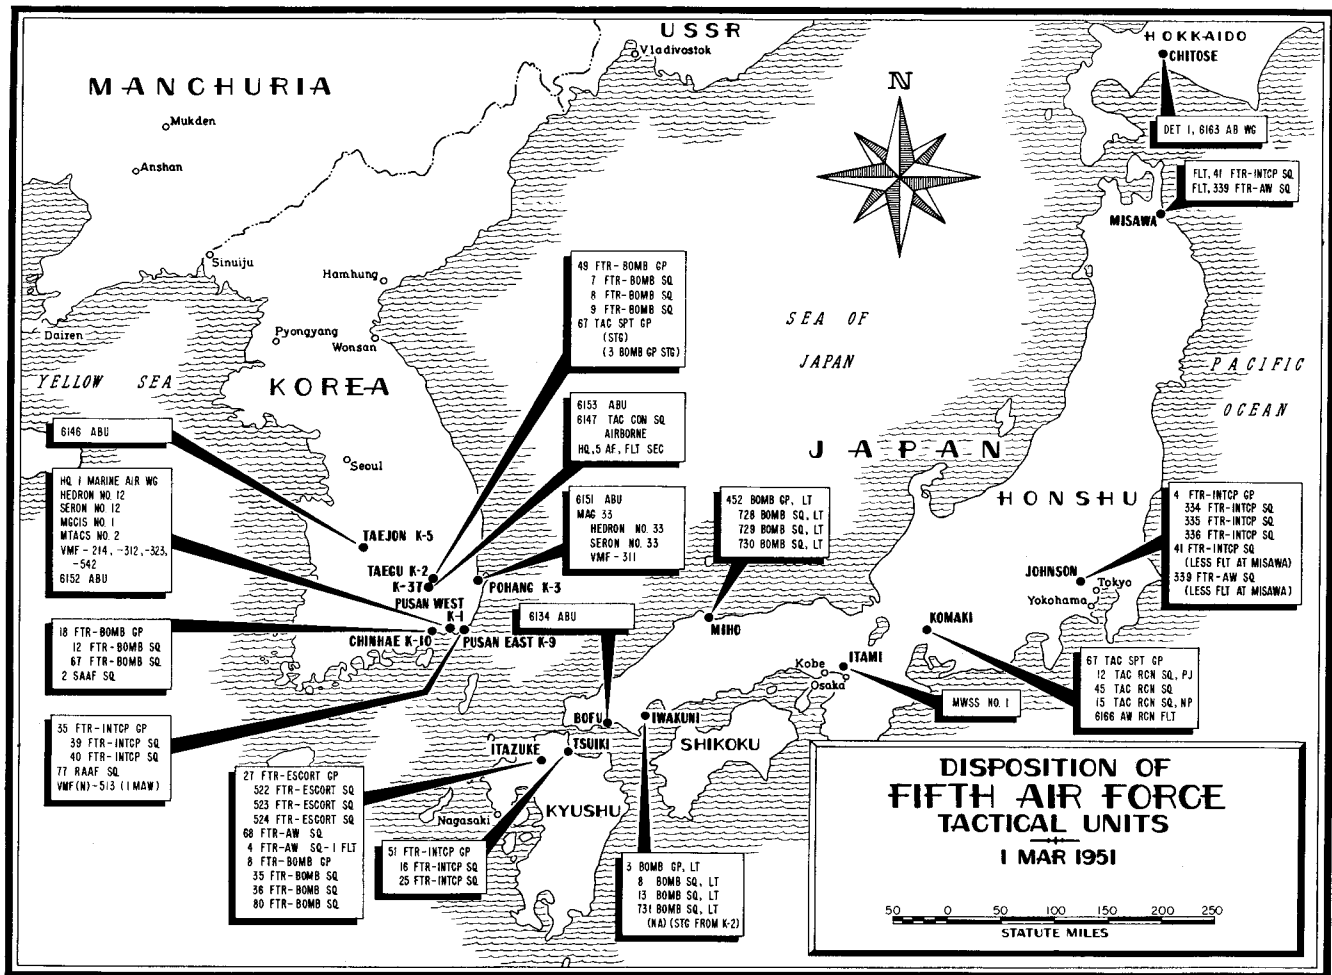 USSR
Vladivostok
HOKKAIDO
CHITOSE
MANCHURIA
Mukden
Anshan
N
DET 1, 6163 AB WG
FLT, 41 FTR-INTCP SQ
FLT, 339 FTR-AW SQ
MISAWA
Sinuiju
Hamhung
Dairen
Pyongyang
Wonsan
YELLOW SEA
KOREA
Seoul
SEA OF
JAPAN
PACIFIC
OCEAN
JAPAN
HONSHU
49 FTR-BOMB GP
7 FTR-BOMB SQ
8 FTR-BOMB SQ
9 FTR-BOMB SQ
67 TAC SPT GP
(STG)
(3 BOMB GP STG)
6153 ABU
6147 TAC CON SQ
AIRBORNE
HQ, 5 AF, FLT SEC
6146 ABU
HQ 1 MARINE AIR WG
HEDRON NO. 12
SERON NO. 12
MGCIS NO. 1
MTACS NO. 2
VMF-214, -312, -323,
-542
6152 ABU
6151 ABU
MAG 33
HEDRON NO. 33
SERON NO. 33
VMF-311
452 BOMB GP, LT
728 BOMB SQ, LT
729 BOMB SQ, LT
730 BOMB SQ, LT
4 FTR-INTCP GP
334 FTR-INTCP SQ
335 FTR-INTCP SQ
336 FTR-INTCP SQ
41 FTR-INTCP SQ
(LESS FLT AT MISAWA)
339 FTR-AW SQ
(LESS FLT AT MISAWA)
TAEJON K-5
TAEGU K-2
K-37
PUSAN WEST
K-1
POHANG K-3
CHINHAE K-10
PUSAN EAST K-9
JOHNSON
Tokyo
Yokohama
6134 ABU
MIHO
KOMAKI
ITAMI
Kobe
Osaka
18 FTR-BOMB GP
12 FTR-BOMB SQ
67 FTR-BOMB SQ
2 SAAF SQ
67 TAC SPT GP
12 TAC RCN SQ, PJ
45 TAC RCN SQ
15 TAC RCN SQ, NP
6166 AW RCN FLT
MWSS NO. 1
35 FTR-INTCP GP
39 FTR-INTCP SQ
40 FTR-INTCP SQ
77 RAAF SQ
VMF(N)-513 (1 MAW)
BOFU
IWAKUNI
ITAZUKE
TSUIKI
SHIKOKU
KYUSHU
Nagasaki
27 FTR-ESCORT GP
522 FTR-ESCORT SQ
523 FTR-ESCORT SQ
524 FTR-ESCORT SQ
68 FTR-AW SQ
4 FTR-AW SQ-1 FLT
8 FTR-BOMB GP
35 FTR-BOMB SQ
36 FTR-BOMB SQ
80 FTR-BOMB SQ
51 FTR-INTCP GP
16 FTR-INTCP SQ
25 FTR-INTCP SQ
3 BOMB GP, LT
8 BOMB SQ, LT
13 BOMB SQ, LT
731 BOMB SQ, LT
(NA) (STG FROM K-2)
DISPOSITION OF
FIFTH AIR FORCE
TACTICAL UNITS
1 MAR 1951
50 0 50 100 150 200 250
STATUTE MILES